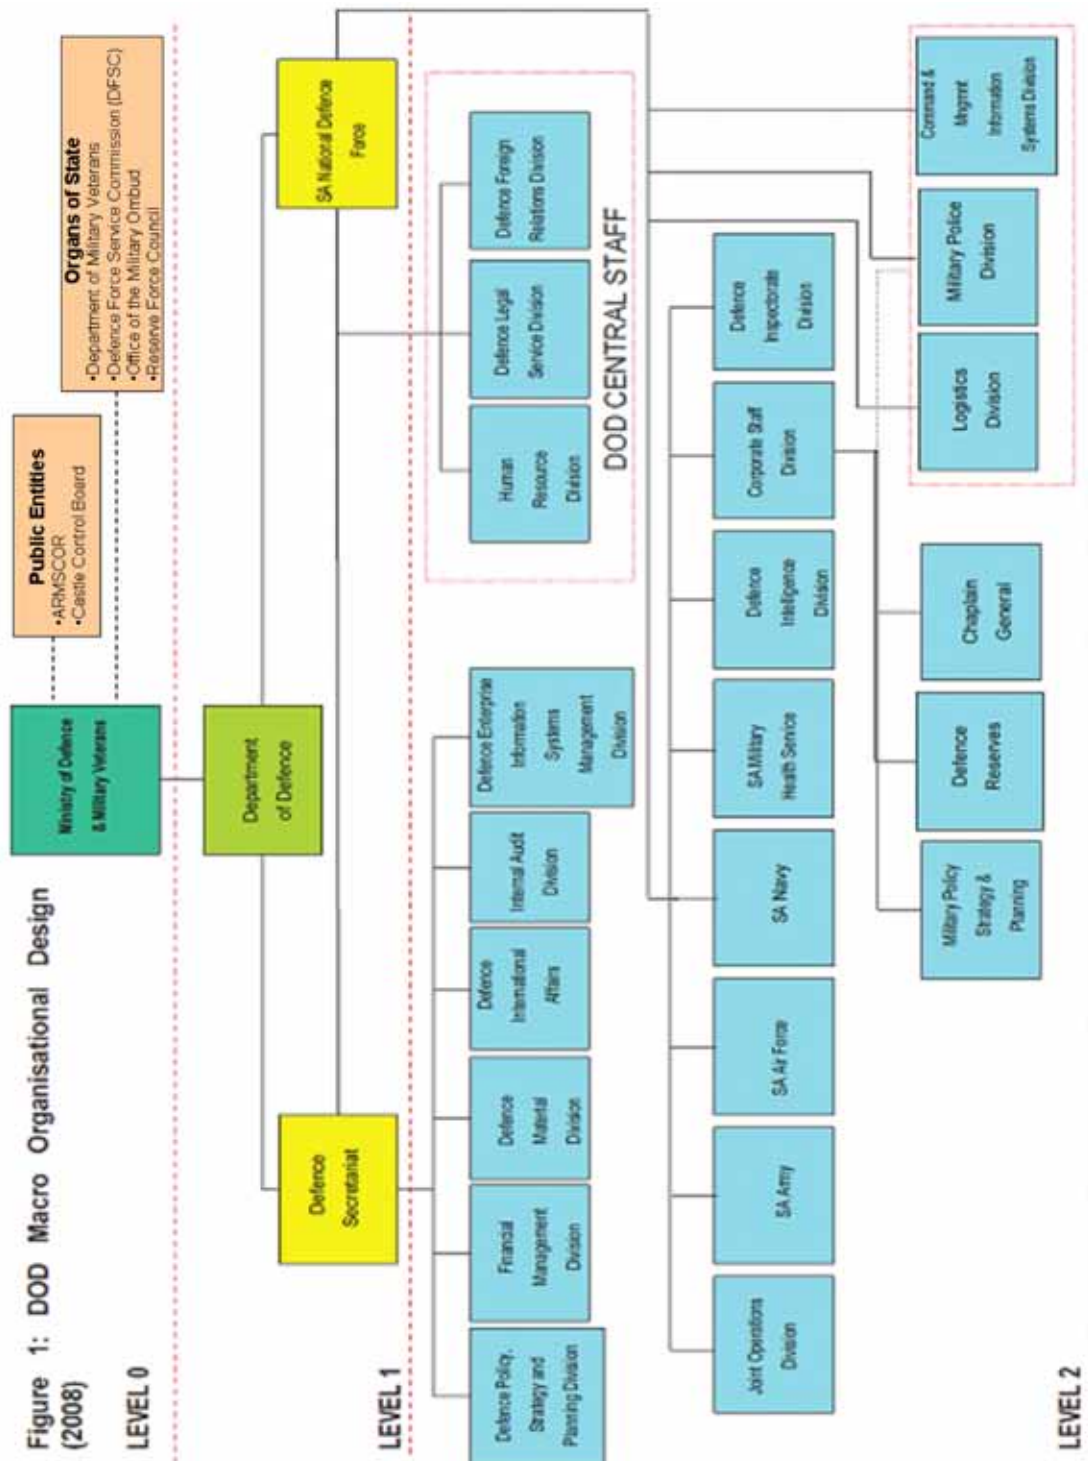 Figure 1: DOD Macro Organisational Design
(2008)
LEVEL 0
Ministry of Defence
& Military Veterans
Public Entities
•ARMSCOR
•Castle Control Board
Organs of State
•Department of Military Veterans
•Defence Force Service Commission (DFSC)
•Office of the Military Ombud
•Reserve Force Council
Department
of Defence
LEVEL 1
Defence
Secretariat
SA National Defence
Force
Defence Policy,
Strategy and
Planning Division
Financial
Management
Division
Defence
Material
Division
Defence
International
Affairs
Internal Audit
Division
Defence Enterprise
Information
Systems
Management
Division
Human
Resource
Division
Defence Legal
Service Division
Defence Foreign
Relations Division
DOD CENTRAL STAFF
Joint Operations
Division
SA Army
SA Air Force
SA Navy
SA Military
Health Service
Defence
Intelligence
Division
Corporate Staff
Division
Defence
Inspectorate
Division
LEVEL 2
Military Policy
Strategy &
Planning
Defence
Reserves
Chaplain
General
Logistics
Division
Military Police
Division
Command &
Mngmnt
Information
Systems Division